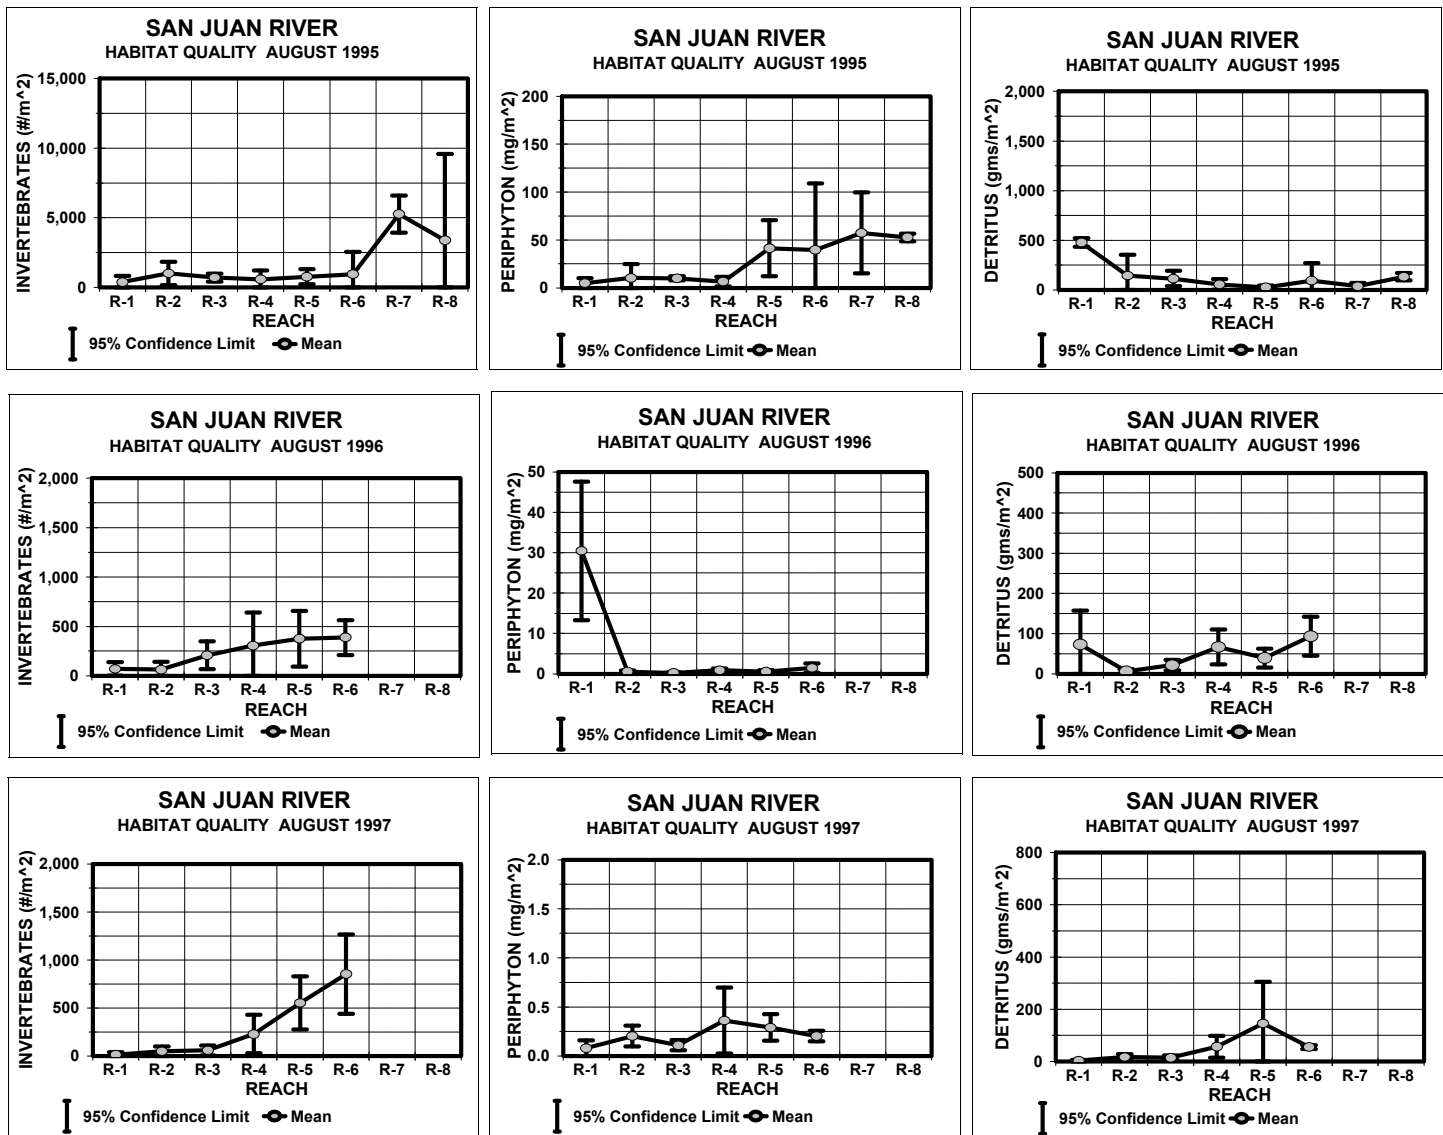 SAN JUAN RIVER
HABITAT QUALITY AUGUST 1995
INVERTEBRATES (#/m^2)
15,000
10,000
5,000
0
R-1 R-2 R-3 R-4 R-5 R-6 R-7 R-8
REACH
95% Confidence Limit Mean
SAN JUAN RIVER
HABITAT QUALITY AUGUST 1995
PERIPHYTON (mg/m^2)
200
150
100
50
0
R-1 R-2 R-3 R-4 R-5 R-6 R-7 R-8
REACH
95% Confidence Limit Mean
SAN JUAN RIVER
HABITAT QUALITY AUGUST 1995
DETRITUS (gms/m^2)
2,000
1,500
1,000
500
0
R-1 R-2 R-3 R-4 R-5 R-6 R-7 R-8
REACH
95% Confidence Limit Mean
SAN JUAN RIVER
HABITAT QUALITY AUGUST 1996
INVERTEBRATES (#/m^2)
2,000
1,500
1,000
500
0
R-1 R-2 R-3 R-4 R-5 R-6 R-7 R-8
REACH
95% Confidence Limit Mean
SAN JUAN RIVER
HABITAT QUALITY AUGUST 1996
PERIPHYTON (mg/m^2)
50
40
30
20
10
0
R-1 R-2 R-3 R-4 R-5 R-6 R-7 R-8
REACH
95% Confidence Limit Mean
SAN JUAN RIVER
HABITAT QUALITY AUGUST 1996
DETRITUS (gms/m^2)
500
400
300
200
100
0
R-1 R-2 R-3 R-4 R-5 R-6 R-7 R-8
REACH
95% Confidence Limit Mean
SAN JUAN RIVER
HABITAT QUALITY AUGUST 1997
INVERTEBRATES (#/m^2)
2,000
1,500
1,000
500
0
R-1 R-2 R-3 R-4 R-5 R-6 R-7 R-8
REACH
95% Confidence Limit Mean
SAN JUAN RIVER
HABITAT QUALITY AUGUST 1997
PERIPHYTON (mg/m^2)
2.0
1.5
1.0
0.5
0.0
R-1 R-2 R-3 R-4 R-5 R-6 R-7 R-8
REACH
95% Confidence Limit Mean
SAN JUAN RIVER
HABITAT QUALITY AUGUST 1997
DETRITUS (gms/m^2)
800
600
400
200
0
R-1 R-2 R-3 R-4 R-5 R-6 R-7 R-8
REACH
95% Confidence Limit Mean